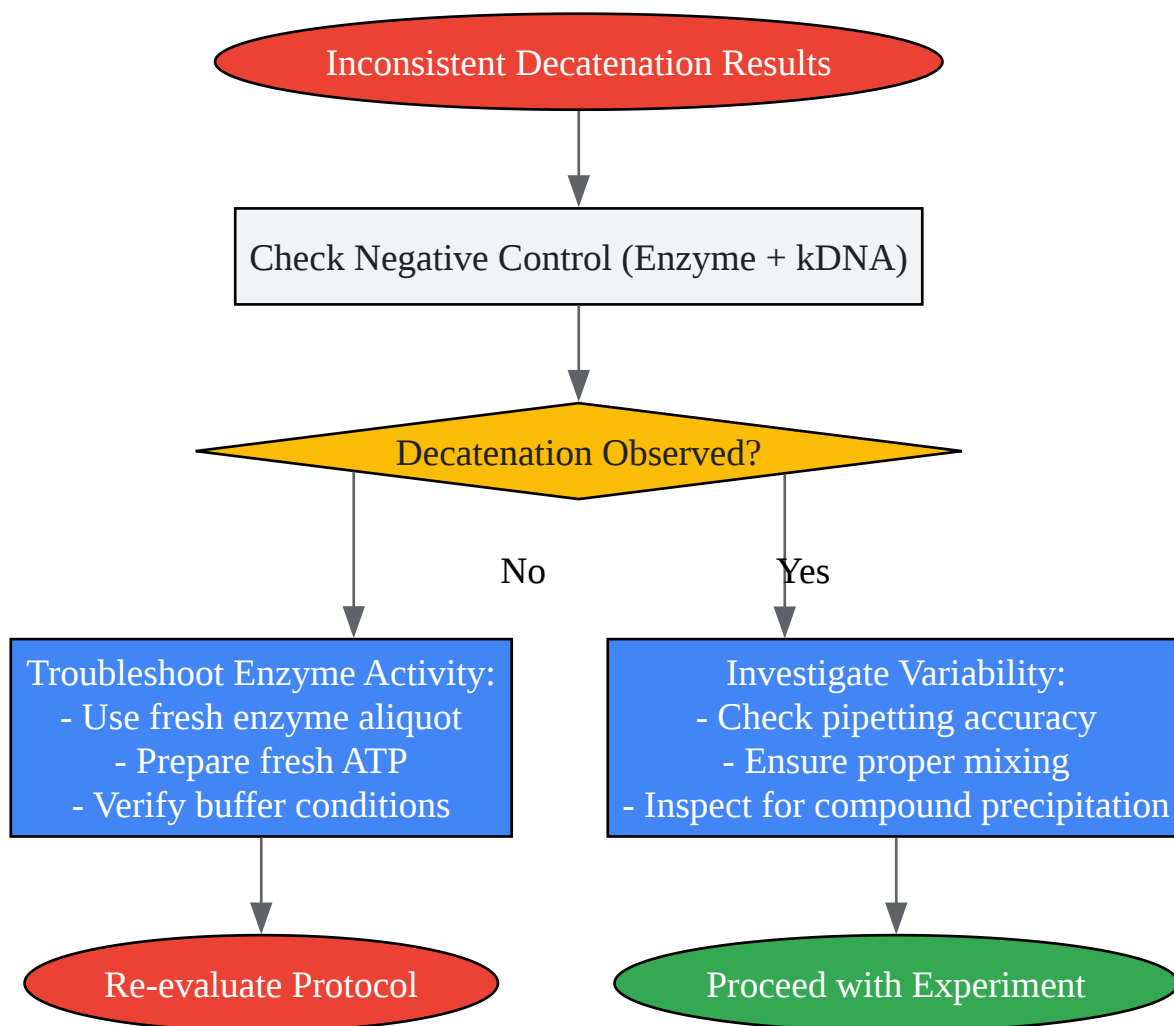 Inconsistent Decatenation Results
Check Negative Control (Enzyme + kDNA)
Decatenation Observed?
No
Yes
Troubleshoot Enzyme Activity:
- Use fresh enzyme aliquot
- Prepare fresh ATP
- Verify buffer conditions
Investigate Variability:
- Check pipetting accuracy
- Ensure proper mixing
- Inspect for compound precipitation
Re-evaluate Protocol
Proceed with Experiment